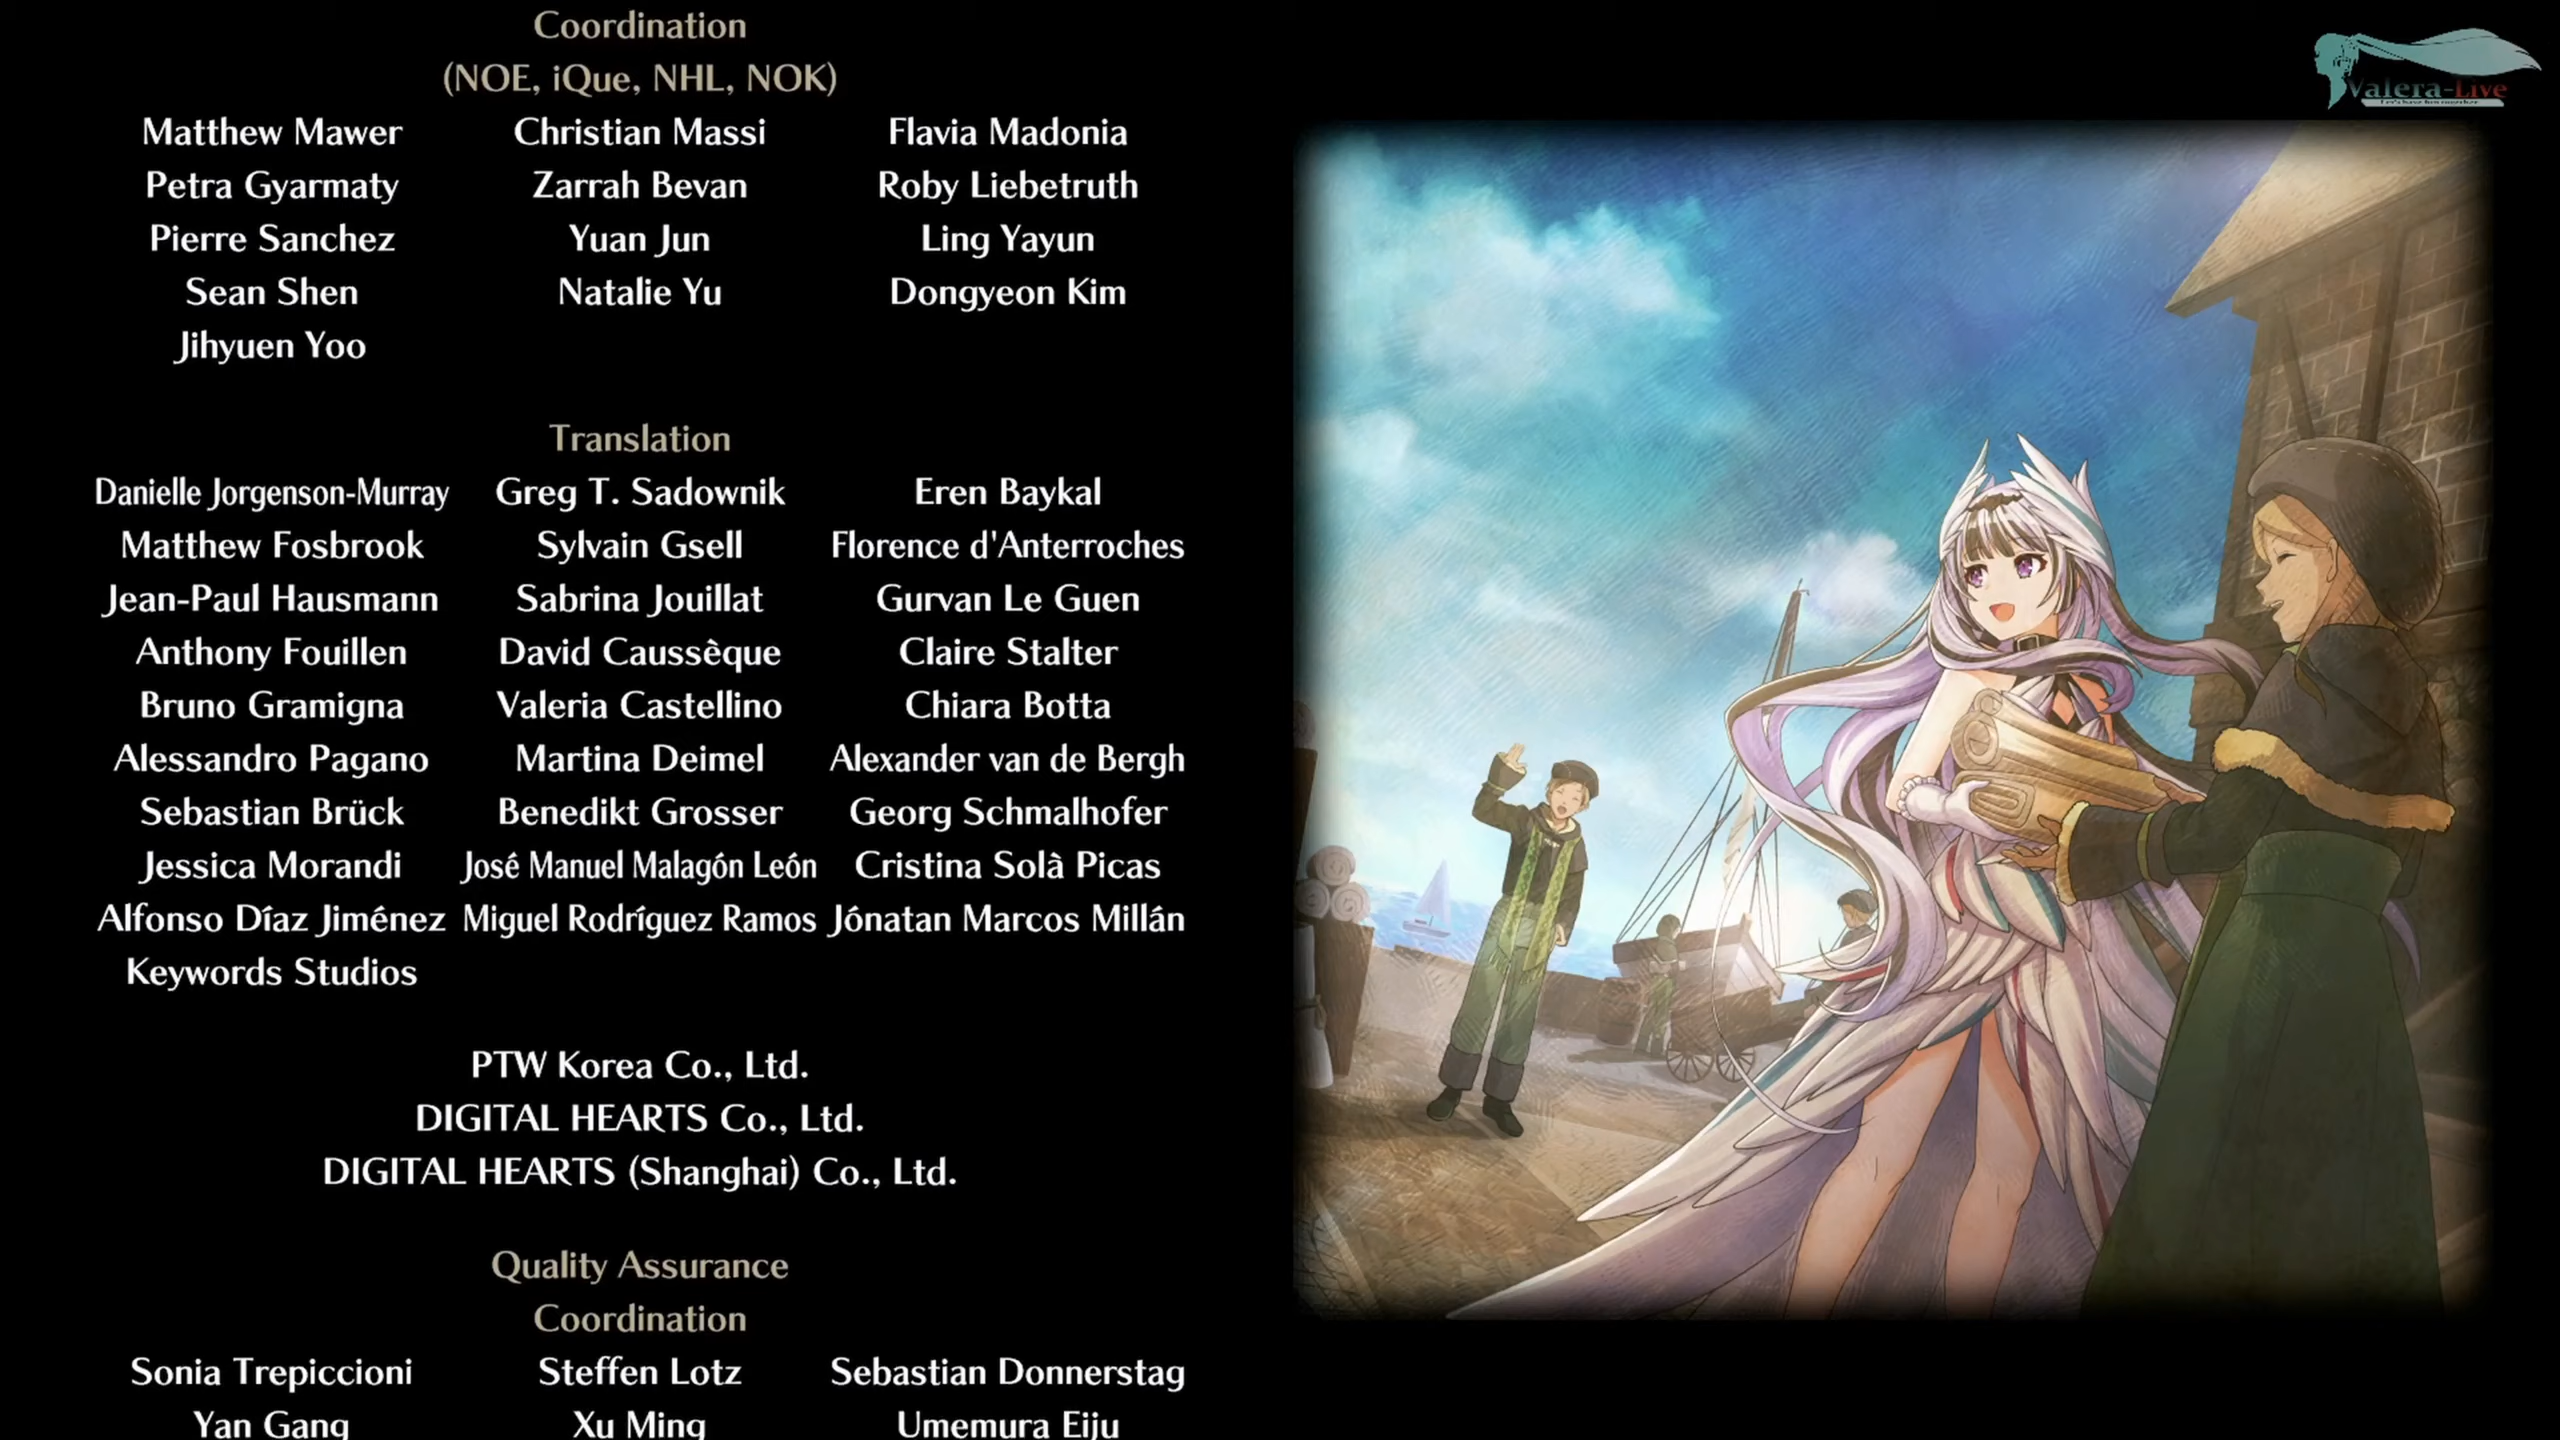 Coordination
(NOE, iQue, NHL, NOK)
Matthew Mawer Christian Massi Flavia Madonia
Petra Gyarmaty Zarrah Bevan Roby Liebetruth
Pierre Sanchez Yuan Jun Ling Yayun
Sean Shen Natalie Yu Dongyeon Kim
Jihyuen Yoo
Translation
Danielle Jorgenson-Murray Greg T. Sadownik Eren Baykal
Matthew Fosbrook Sylvain Gsell Florence d'Anterroches
Jean-Paul Hausmann Sabrina Jouillat Gurvan Le Guen
Anthony Fouillen David Caussèque Claire Stalter
Bruno Gramigna Valeria Castellino Chiara Botta
Alessandro Pagano Martina Deimel Alexander van de Bergh
Sebastian Brück Benedikt Grosser Georg Schmalhofer
Jessica Morandi José Manuel Malagón León Cristina Solà Picas
Alfonso Díaz Jiménez Miguel Rodríguez Ramos Jónatan Marcos Millán
Keywords Studios
PTW Korea Co., Ltd.
DIGITAL HEARTS Co., Ltd.
DIGITAL HEARTS (Shanghai) Co., Ltd.
Quality Assurance
Coordination
Sonia Trepiccioni Steffen Lotz Sebastian Donnerstag
Yan Gang Xu Ming Umemura Eiju
Valera-Live